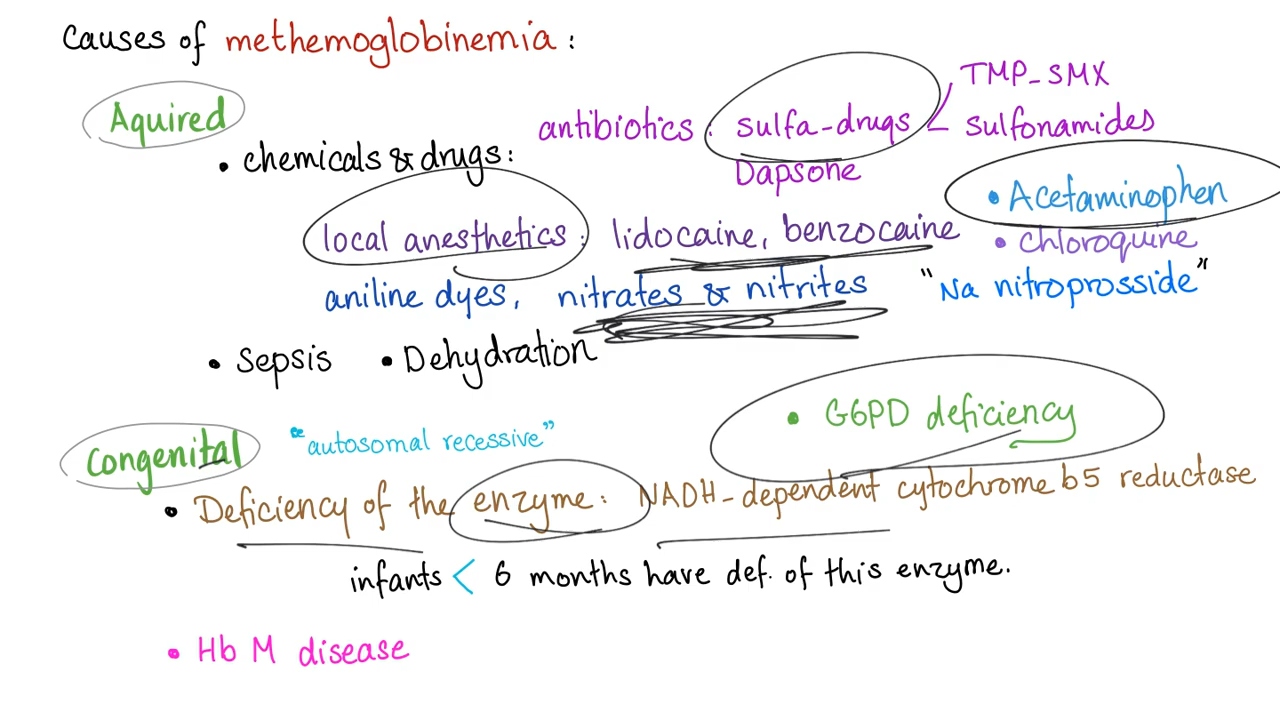 Causes of methemoglobinemia :
Aquired
• chemicals & drugs :
antibiotics : sulfa-drugs
TMP_SMX
sulfonamides
Dapsone
• Acetaminophen
local anesthetics : lidocaine, benzocaine
• chloroquine
aniline dyes, nitrates & nitrites "Na nitroprosside"
• Sepsis • Dehydration
• G6PD deficiency
Congenital "autosomal recessive"
• Deficiency of the enzyme : NADH-dependent cytochrome b5 reductase
infants < 6 months have def. of this enzyme.
• Hb M disease